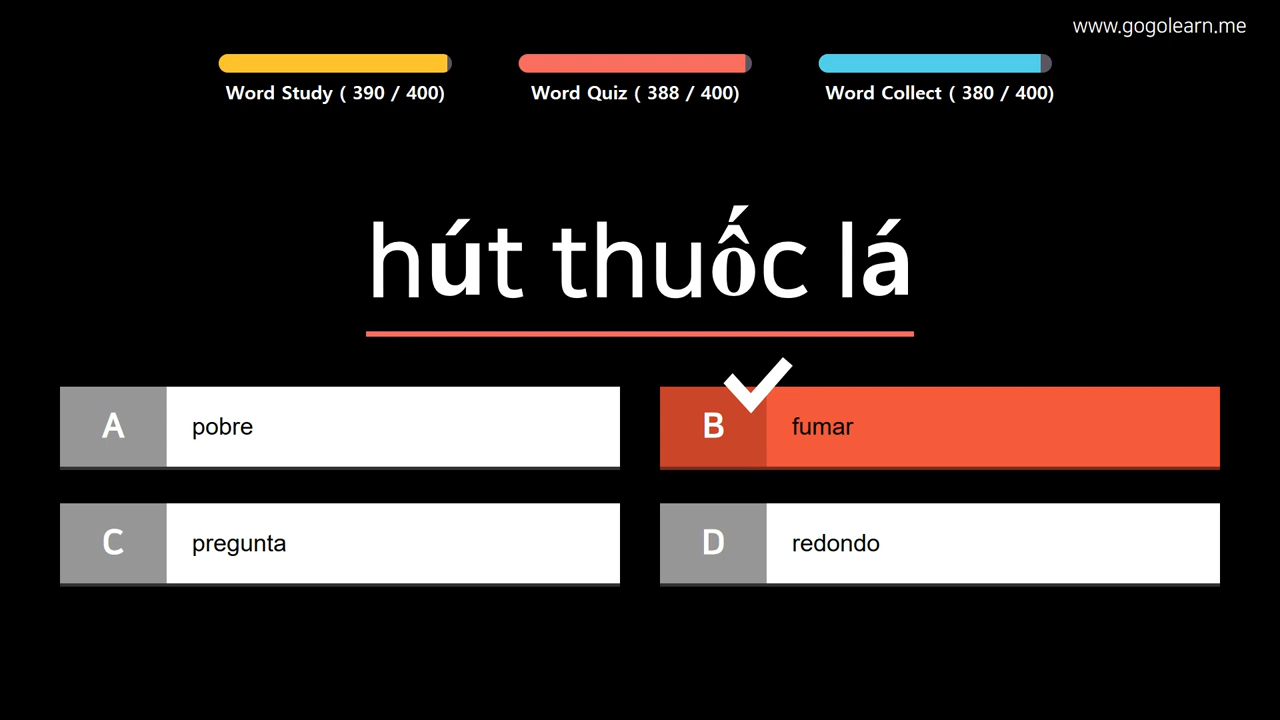 www.gogolearn.me
Word Study ( 390 / 400)
Word Quiz ( 388 / 400)
Word Collect ( 380 / 400)
hút thuốc lá
A pobre
B fumar
C pregunta
D redondo